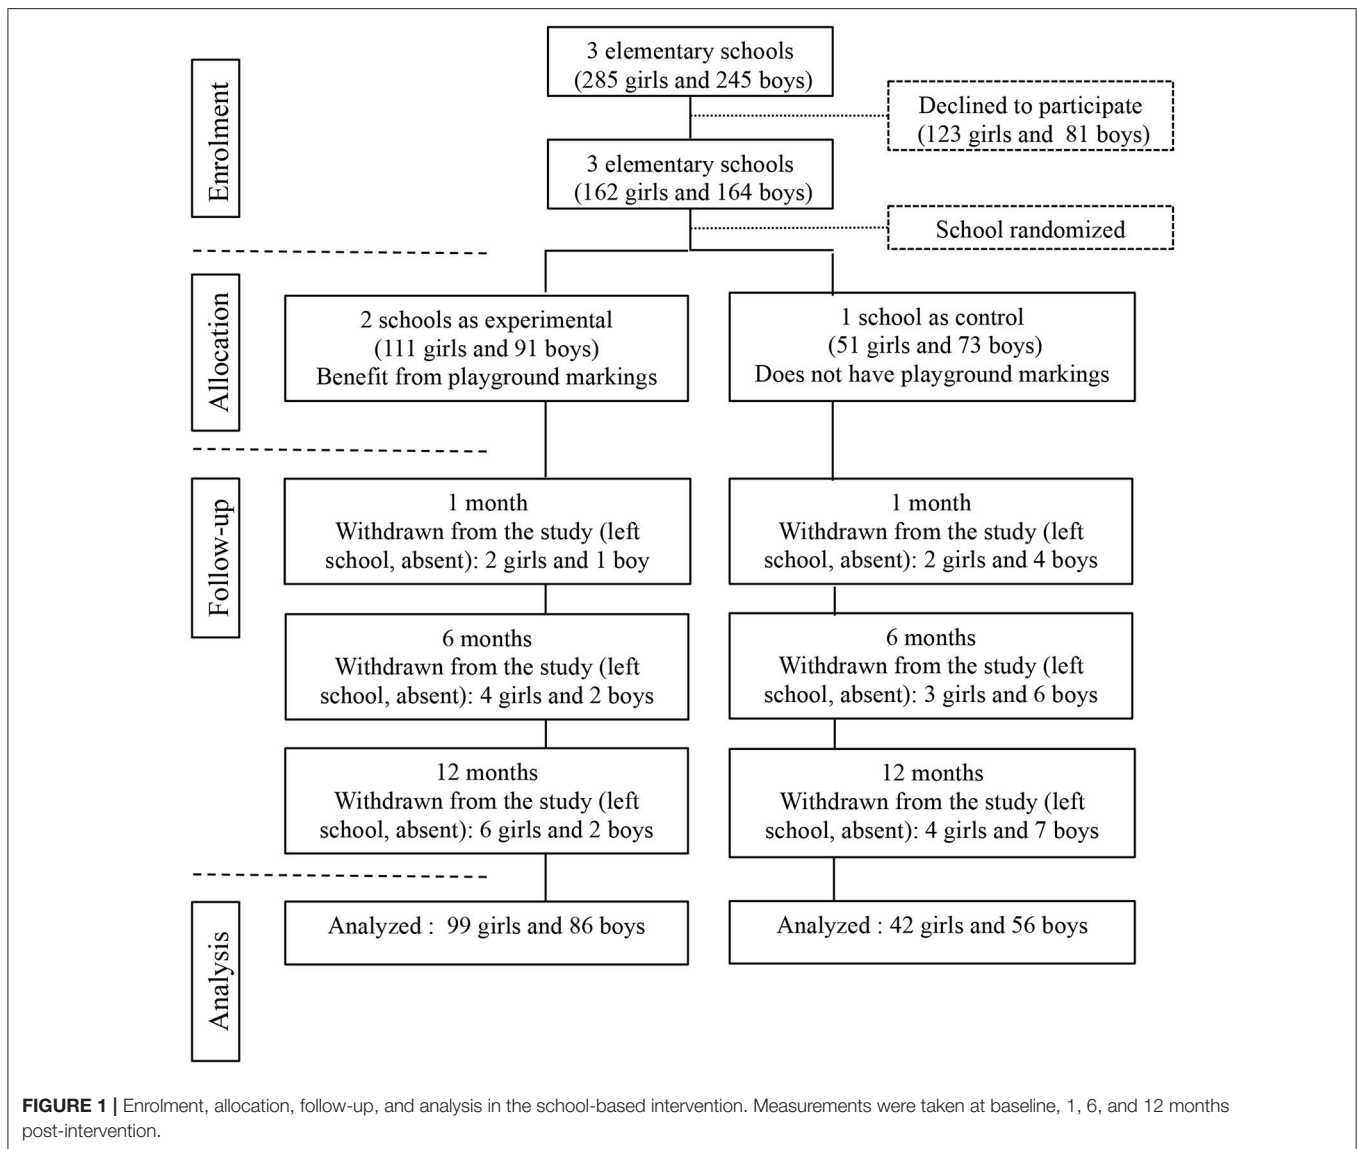 Enrolment
3 elementary schools
(285 girls and 245 boys)
Declined to participate
(123 girls and 81 boys)
3 elementary schools
(162 girls and 164 boys)
School randomized
Allocation
2 schools as experimental
(111 girls and 91 boys)
Benefit from playground markings
1 school as control
(51 girls and 73 boys)
Does not have playground markings
Follow-up
1 month
Withdrawn from the study (left
school, absent): 2 girls and 1 boy
1 month
Withdrawn from the study (left
school, absent): 2 girls and 4 boys
6 months
Withdrawn from the study (left
school, absent): 4 girls and 2 boys
6 months
Withdrawn from the study (left
school, absent): 3 girls and 6 boys
12 months
Withdrawn from the study (left
school, absent): 6 girls and 2 boys
12 months
Withdrawn from the study (left
school, absent): 4 girls and 7 boys
Analysis
Analyzed : 99 girls and 86 boys
Analyzed : 42 girls and 56 boys
FIGURE 1 | Enrolment, allocation, follow-up, and analysis in the school-based intervention. Measurements were taken at baseline, 1, 6, and 12 months
post-intervention.